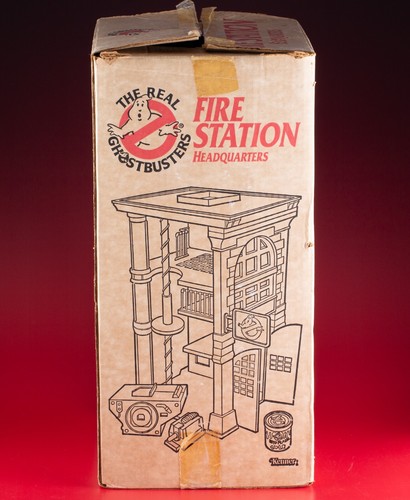 THE REAL
GHOSTBUSTERS
FIRE
STATION
HEADQUARTERS
Kenner